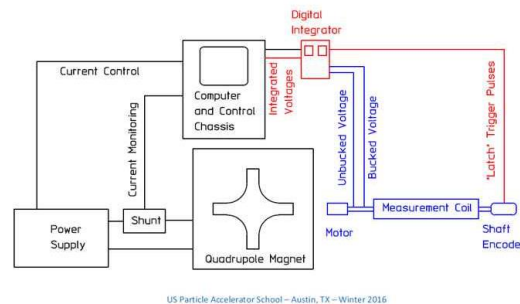 Digital
Integrator
Current Control
Computer
and Control
Chassis
Integrated
Voltages
Current Monitoring
Unbucked Voltage
Bucked Voltage
"Latch" Trigger Pulses
Power
Supply
Shunt
Quadrupole Magnet
Motor
Measurement Coil
Shaft
Encode
US Particle Accelerator School – Austin, TX – Winter 2016